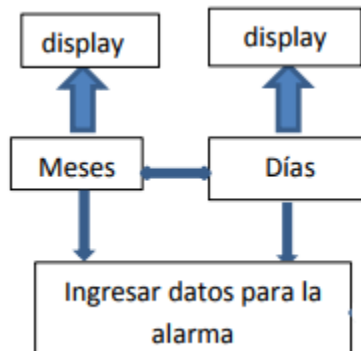 display
display
Meses
Días
Ingresar datos para la
alarma